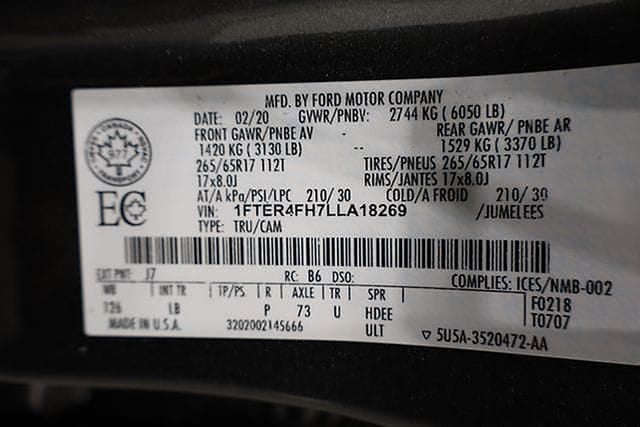 MFD. BY FORD MOTOR COMPANY
DATE: 02/20 GVWR/PNBV: 2744 KG ( 6050 LB)
FRONT GAWR/PNBE AV - REAR GAWR/ PNBE AR
1420 KG ( 3130 LB) -- 1529 KG ( 3370 LB)
265/65R17 112T TIRES/PNEUS 265/65R17 112T
17x8.0J RIMS/JANTES 17x8.0J
AT/A kPa/PSI/LPC 210/ 30 COLD/A FROID 210/ 30
VIN: 1FTER4FH7LLA18269 /JUMELEES
TYPE: TRU/CAM
CANADA
977
TRANSPORT
EC
EXT PNT: J7 RC: B6 DSO: COMPLIES: ICES/NMB-002
WB INT TR TP/PS R AXLE TR SPR F0218
126 LB P 73 U HDEE T0707
MADE IN U.S.A. 3202002145666 ULT ▽ 5U5A-3520472-AA